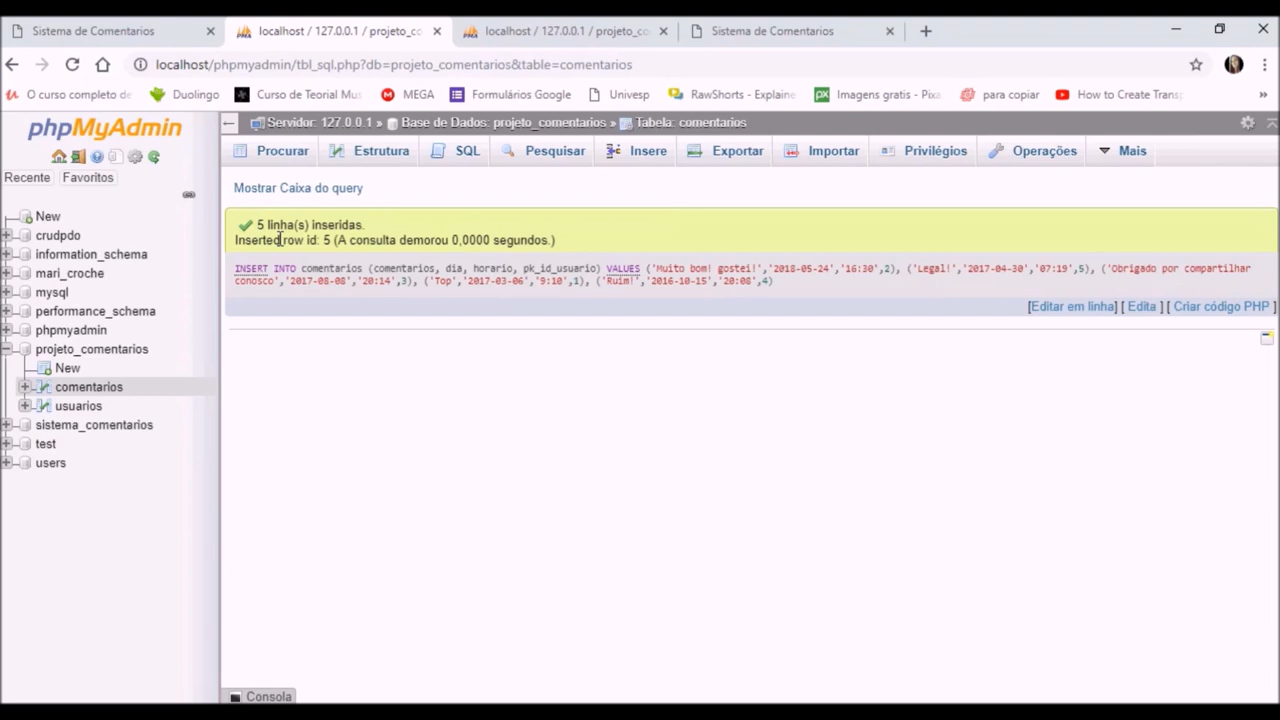 Sistema de Comentarios
localhost / 127.0.0.1 / projeto_co
localhost / 127.0.0.1 / projeto_c
Sistema de Comentarios
localhost/phpmyadmin/tbl_sql.php?db=projeto_comentarios&table=comentarios
O curso completo de
Duolingo
Curso de Teorial Mus
MEGA
Formulários Google
Univesp
RawShorts - Explaine
Imagens gratis - Pixa
para copiar
How to Create Transp
phpMyAdmin
Recente
Favoritos
New
crudpdo
information_schema
mari_croche
mysql
performance_schema
phpmyadmin
projeto_comentarios
New
comentarios
usuarios
sistema_comentarios
test
users
Servidor: 127.0.0.1 » Base de Dados: projeto_comentarios » Tabela: comentarios
Procurar
Estrutura
SQL
Pesquisar
Insere
Exportar
Importar
Privilégios
Operações
Mais
Mostrar Caixa do query
5 linha(s) inseridas.
Inserted row id: 5 (A consulta demorou 0,0000 segundos.)
INSERT INTO comentarios (comentarios, dia, horario, pk_id_usuario) VALUES ('Muito bom! gostei!','2018-05-24','16:30',2), ('Legal!','2017-04-30','07:19',5), ('Obrigado por compartilhar
conosco','2017-08-08','20:14',3), ('Top','2017-03-06','9:10',1), ('Ruim!','2016-10-15','20:08',4)
[Editar em linha] [ Edita ] [ Criar código PHP ]
Consola